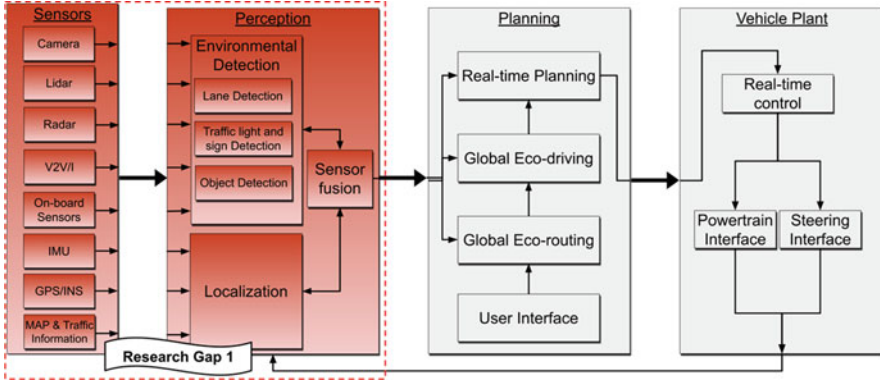 Sensors
Camera
Lidar
Radar
V2V/I
On-board
Sensors
IMU
GPS/INS
MAP & Traffic
Information
Perception
Environmental
Detection
Lane Detection
Traffic light and
sign Detection
Object Detection
Sensor
fusion
Localization
Research Gap 1
Planning
Real-time Planning
Global Eco-driving
Global Eco-routing
User Interface
Vehicle Plant
Real-time
control
Powertrain
Interface
Steering
Interface